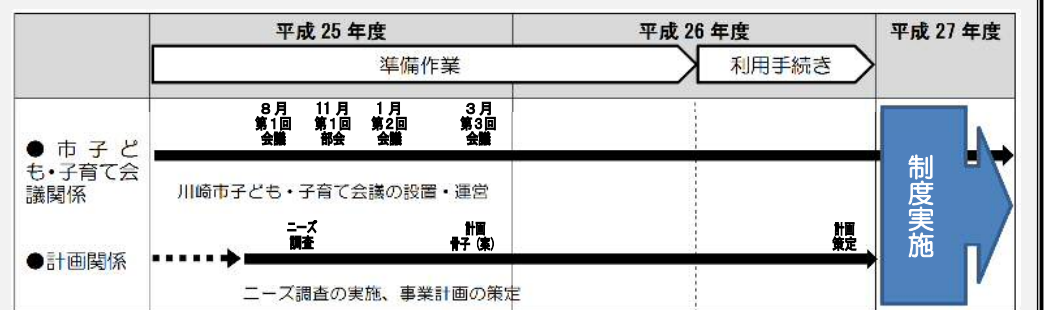 平成 25 年度
平成 26 年度
平成 27 年度
準備作業
利用手続き
8月
第1回
会議
11月
第1回
部会
1月
第2回
会議
3月
第3回
会議
●市子ど
も・子育て会
議関係
川崎市子ども・子育て会議の設置・運営
制度実施
ニーズ
調査
計画
骨子（案）
計画
策定
●計画関係
ニーズ調査の実施、事業計画の策定